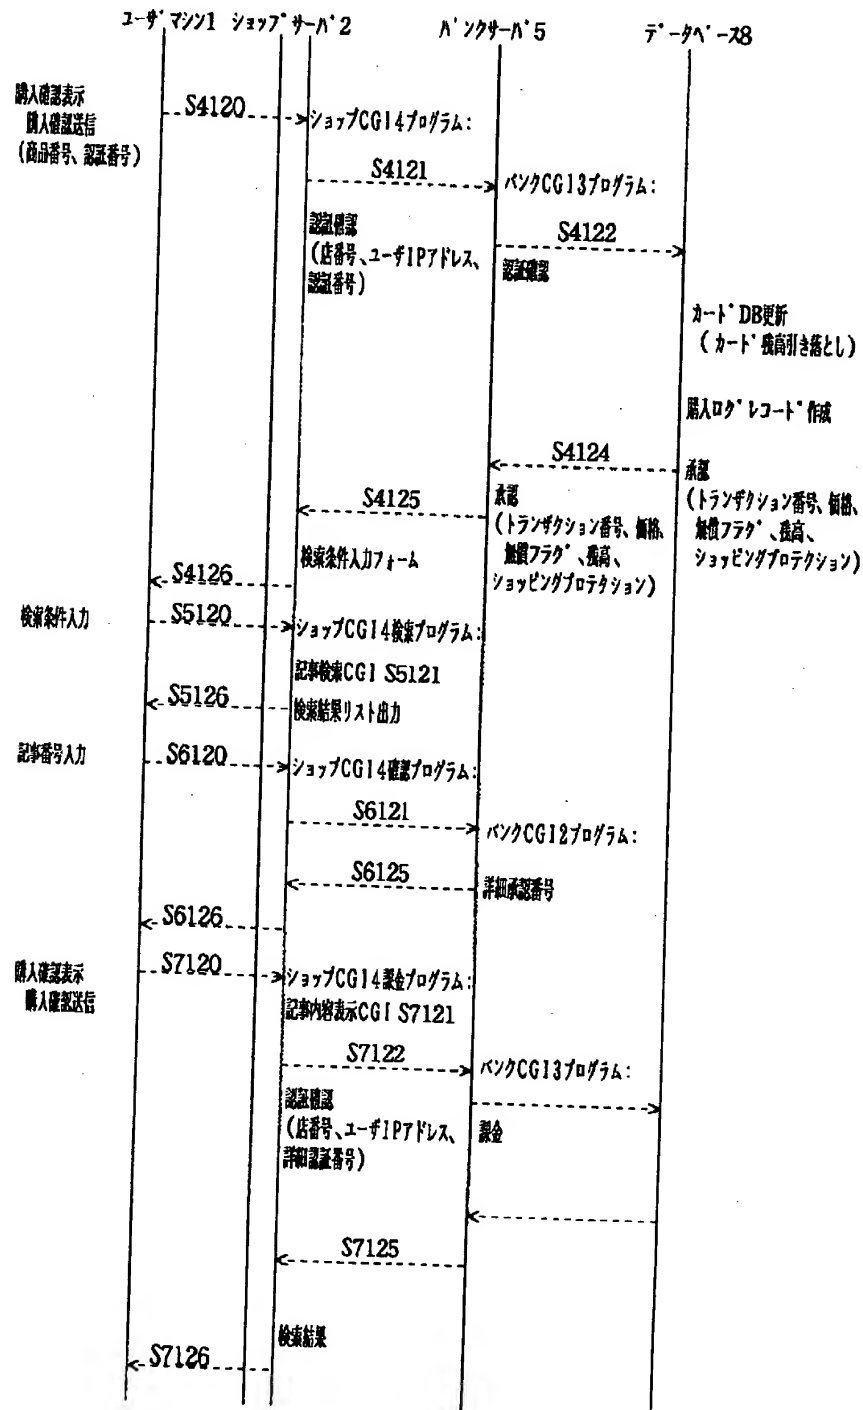 ユーザマシン1 ショップサーバ2 バンクサーバ5 データベース8
購入確認表示
購入確認送信
(商品番号、認証番号)
S4120
ショップCGI4プログラム:
S4121
バンクCGI3プログラム:
認証確認
(店番号、ユーザIPアドレス、
認証番号)
S4122
認証確認
カードDB更新
(カード残高引き落とし)
購入ログレコード作成
S4124
承認
(トランザクション番号、価格、
無償フラグ、残高、
ショッピングプロテクション)
S4125
承認
(トランザクション番号、価格、
無償フラグ、残高、
ショッピングプロテクション)
検索条件入力フォーム
S4126
検索条件入力
S5120
ショップCGI4検索プログラム:
記事検索CGI S5121
S5126
検索結果リスト出力
記事番号入力
S6120
ショップCGI4確認プログラム:
S6121
バンクCGI2プログラム:
S6125
詳細承認番号
S6126
購入確認表示
購入確認送信
S7120
ショップCGI4課金プログラム:
記事内容表示CGI S7121
S7122
バンクCGI3プログラム:
認証確認
(店番号、ユーザIPアドレス、
詳細認証番号)
課金
S7125
検索結果
S7126